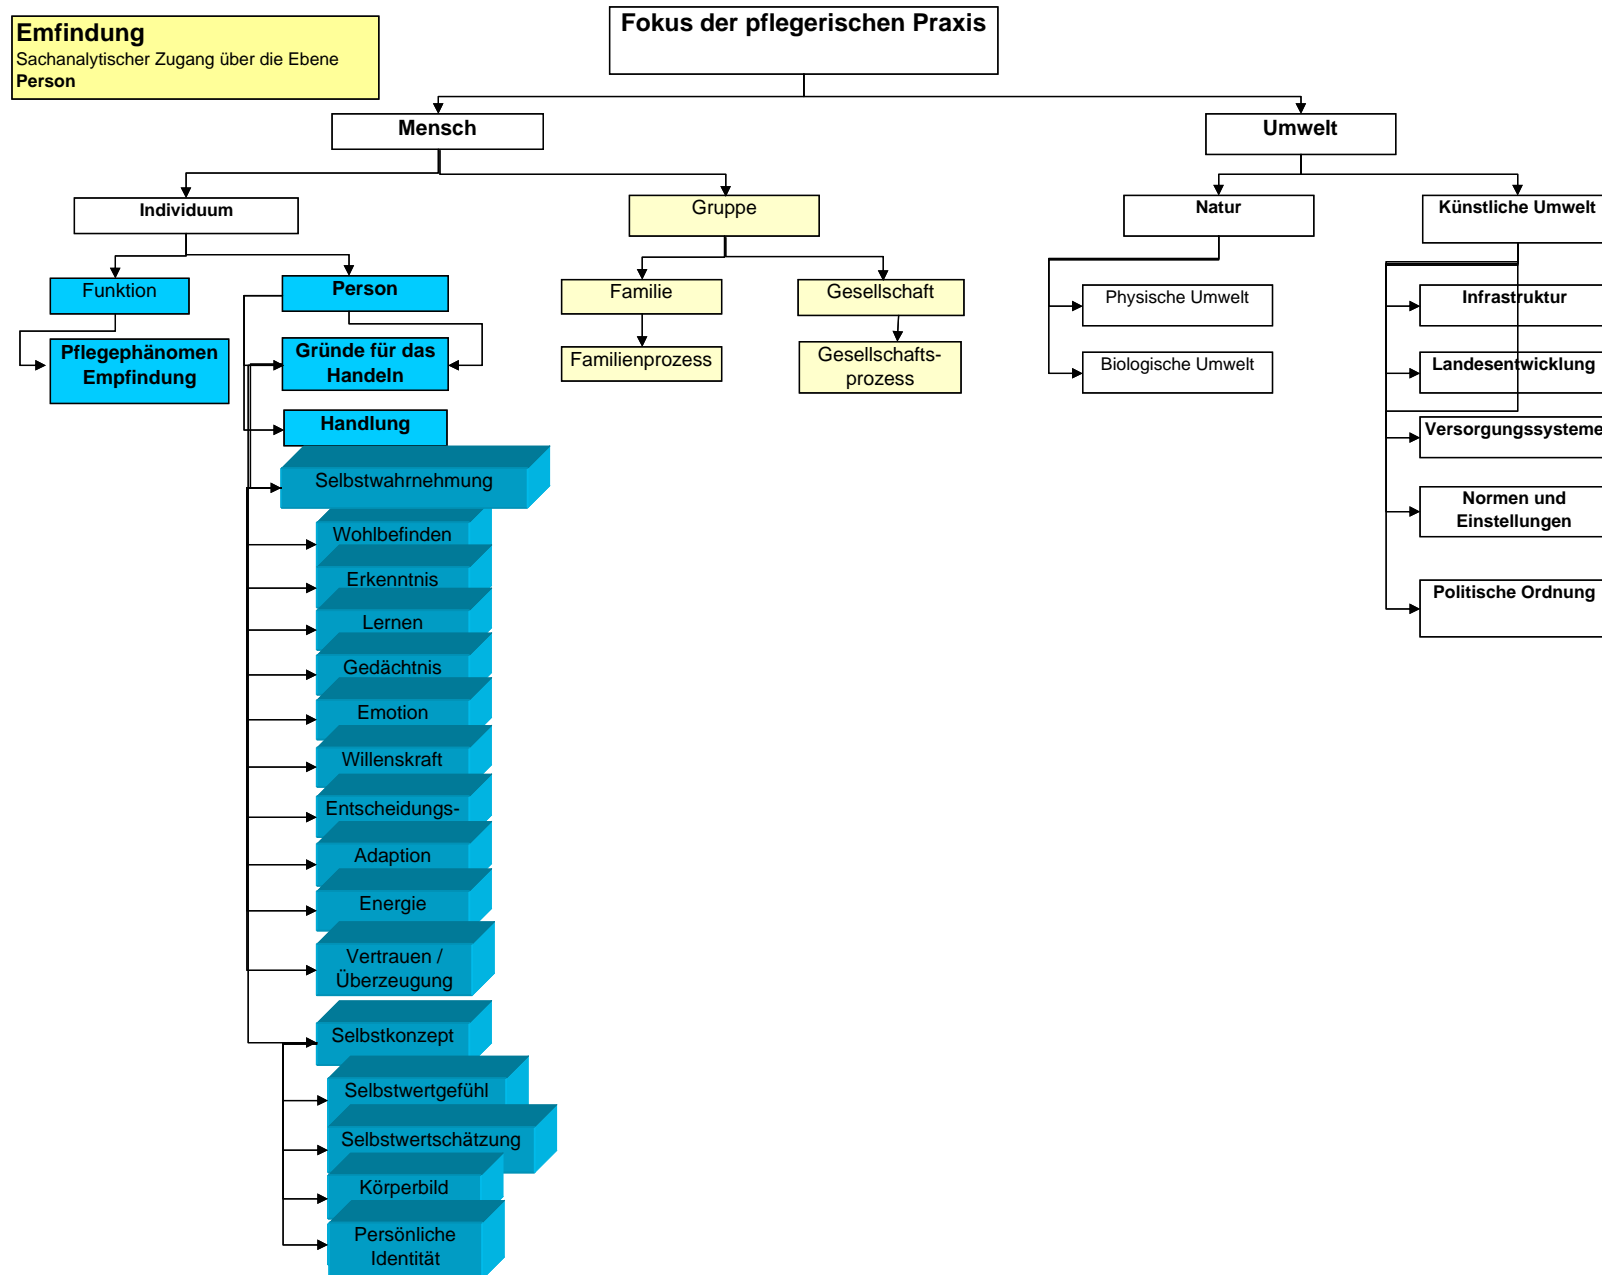 Emfindung
Sachanalytischer Zugang über die Ebene
Person
Fokus der pflegerischen Praxis
Mensch
Umwelt
Individuum
Gruppe
Natur
Künstliche Umwelt
Funktion
Person
Familie
Gesellschaft
Physische Umwelt
Infrastruktur
Pflegephänomen
Empfindung
Gründe für das
Handeln
Familienprozess
Gesellschafts-
prozess
Biologische Umwelt
Landesentwicklung
Handlung
Versorgungssysteme
Selbstwahrnehmung
Normen und
Einstellungen
Wohlbefinden
Erkenntnis
Politische Ordnung
Lernen
Gedächtnis
Emotion
Willenskraft
Entscheidungs-
Adaption
Energie
Vertrauen /
Überzeugung
Selbstkonzept
Selbstwertgefühl
Selbstwertschätzung
Körperbild
Persönliche
Identität